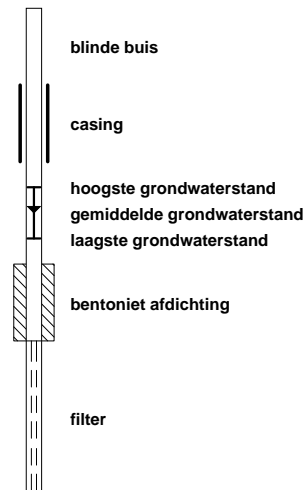 blinde buis
casing
hoogste grondwaterstand
gemiddelde grondwaterstand
laagste grondwaterstand
bentoniet afdichting
filter